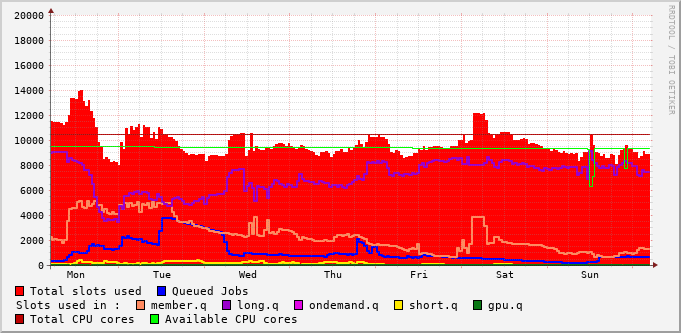 RRDTOOL / TOBI OETIKER
20000
18000
16000
14000
12000
10000
8000
6000
4000
2000
0
Mon Tue Wed Thu Fri Sat Sun
Total slots used Queued Jobs
Slots used in : member.q long.q ondemand.q short.q gpu.q
Total CPU cores Available CPU cores